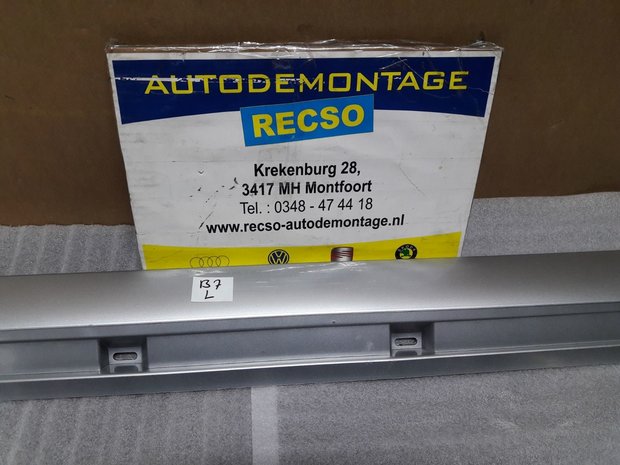 AUTODEMONTAGE
RECSO
Krekenburg 28,
3417 MH Montfoort
Tel. : 0348 - 47 44 18
www.recso-autodemontage.nl
B7
L